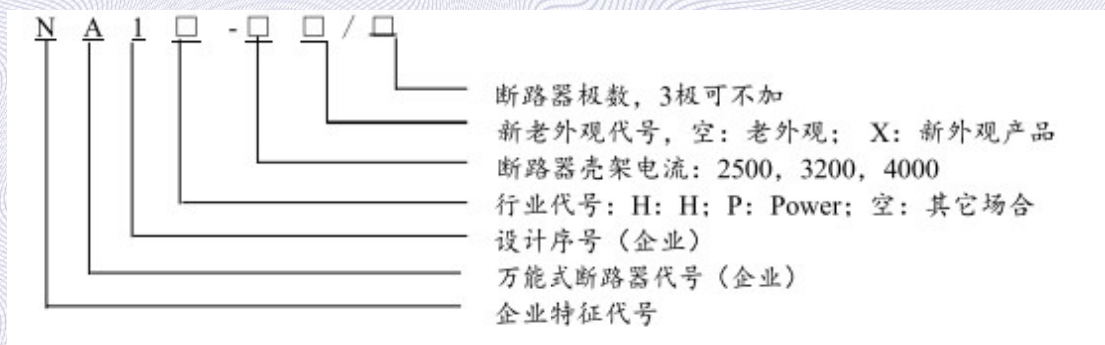 N A 1 □ - □ □ / □
断路器极数，3极可不加
新老外观代号，空：老外观； X：新外观产品
断路器壳架电流：2500，3200，4000
行业代号：H：H；P：Power；空：其它场合
设计序号（企业）
万能式断路器代号（企业）
企业特征代号